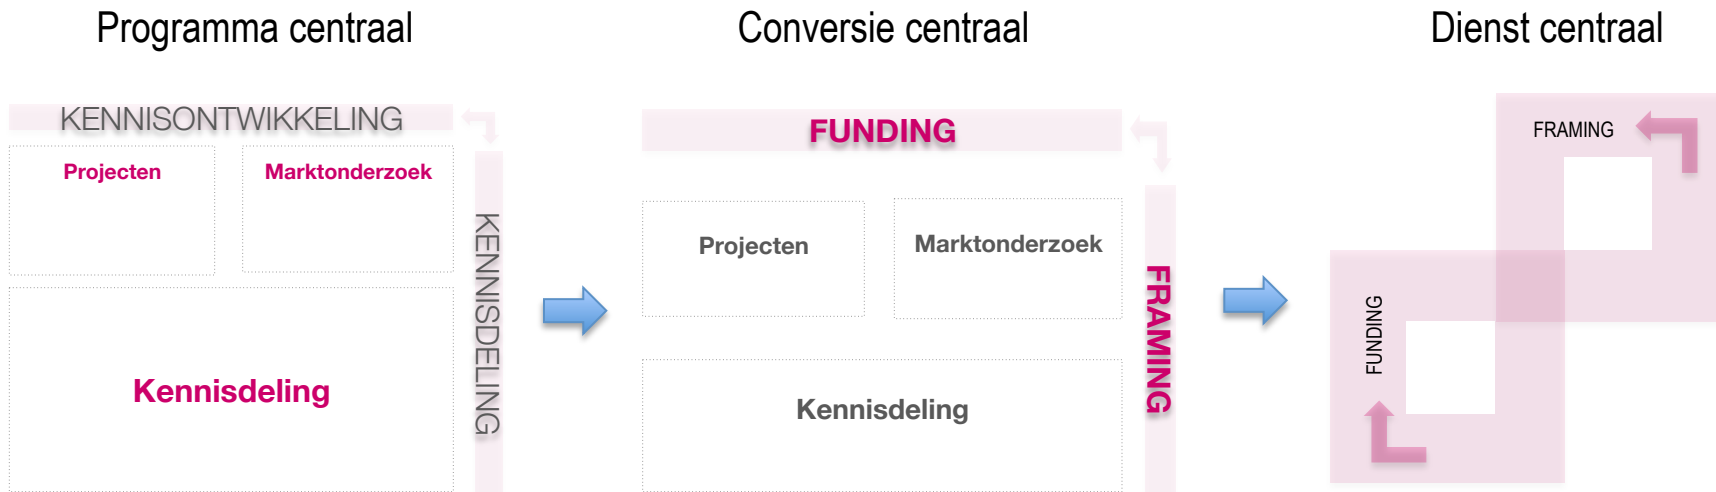 Programma centraal
KENNISONTWIKKELING
Projecten
Marktonderzoek
KENNISDELING
Kennisdeling
Conversie centraal
FUNDING
Projecten
Marktonderzoek
FRAMING
Kennisdeling
Dienst centraal
FRAMING
FUNDING